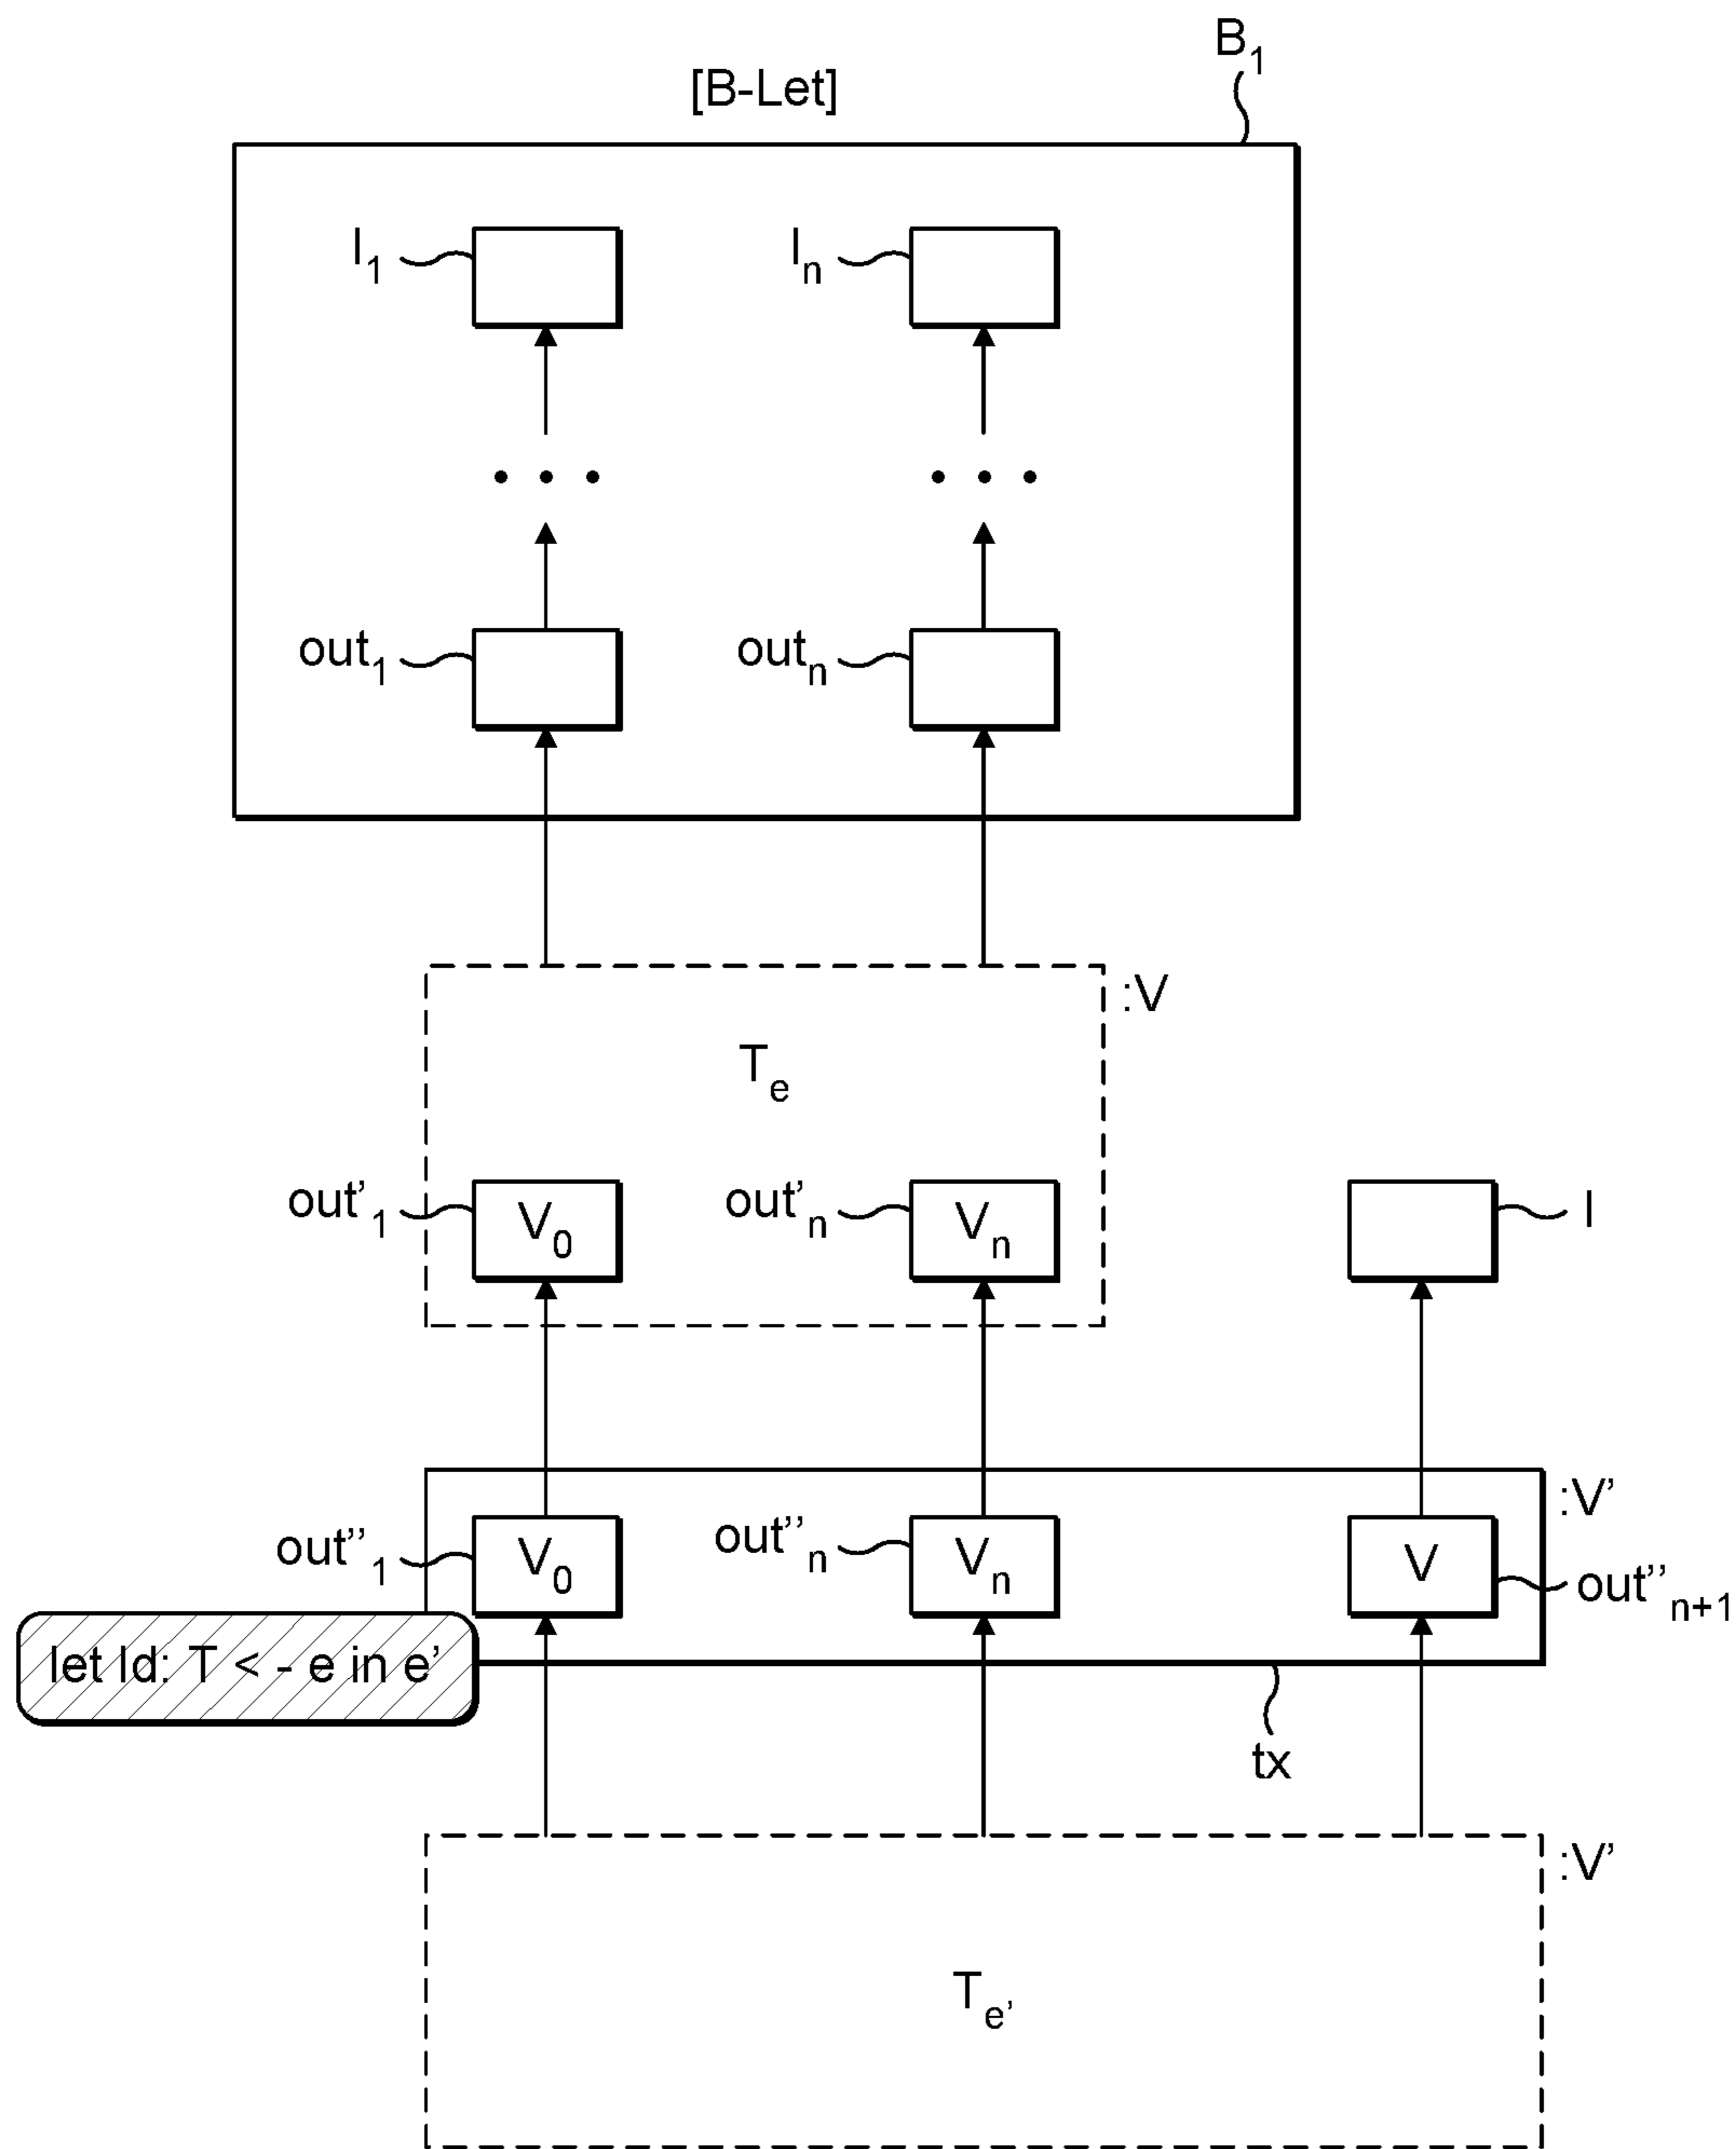 B₁
[B-Let]
I₁
Iₙ
out₁
outₙ
:V
Tₑ
out’₁
V₀
out’ₙ
Vₙ
I
:V’
out’’₁
V₀
out’’ₙ
Vₙ
V
out’’ₙ₊₁
let Id: T < - e in e’
tx
:V’
Tₑ’